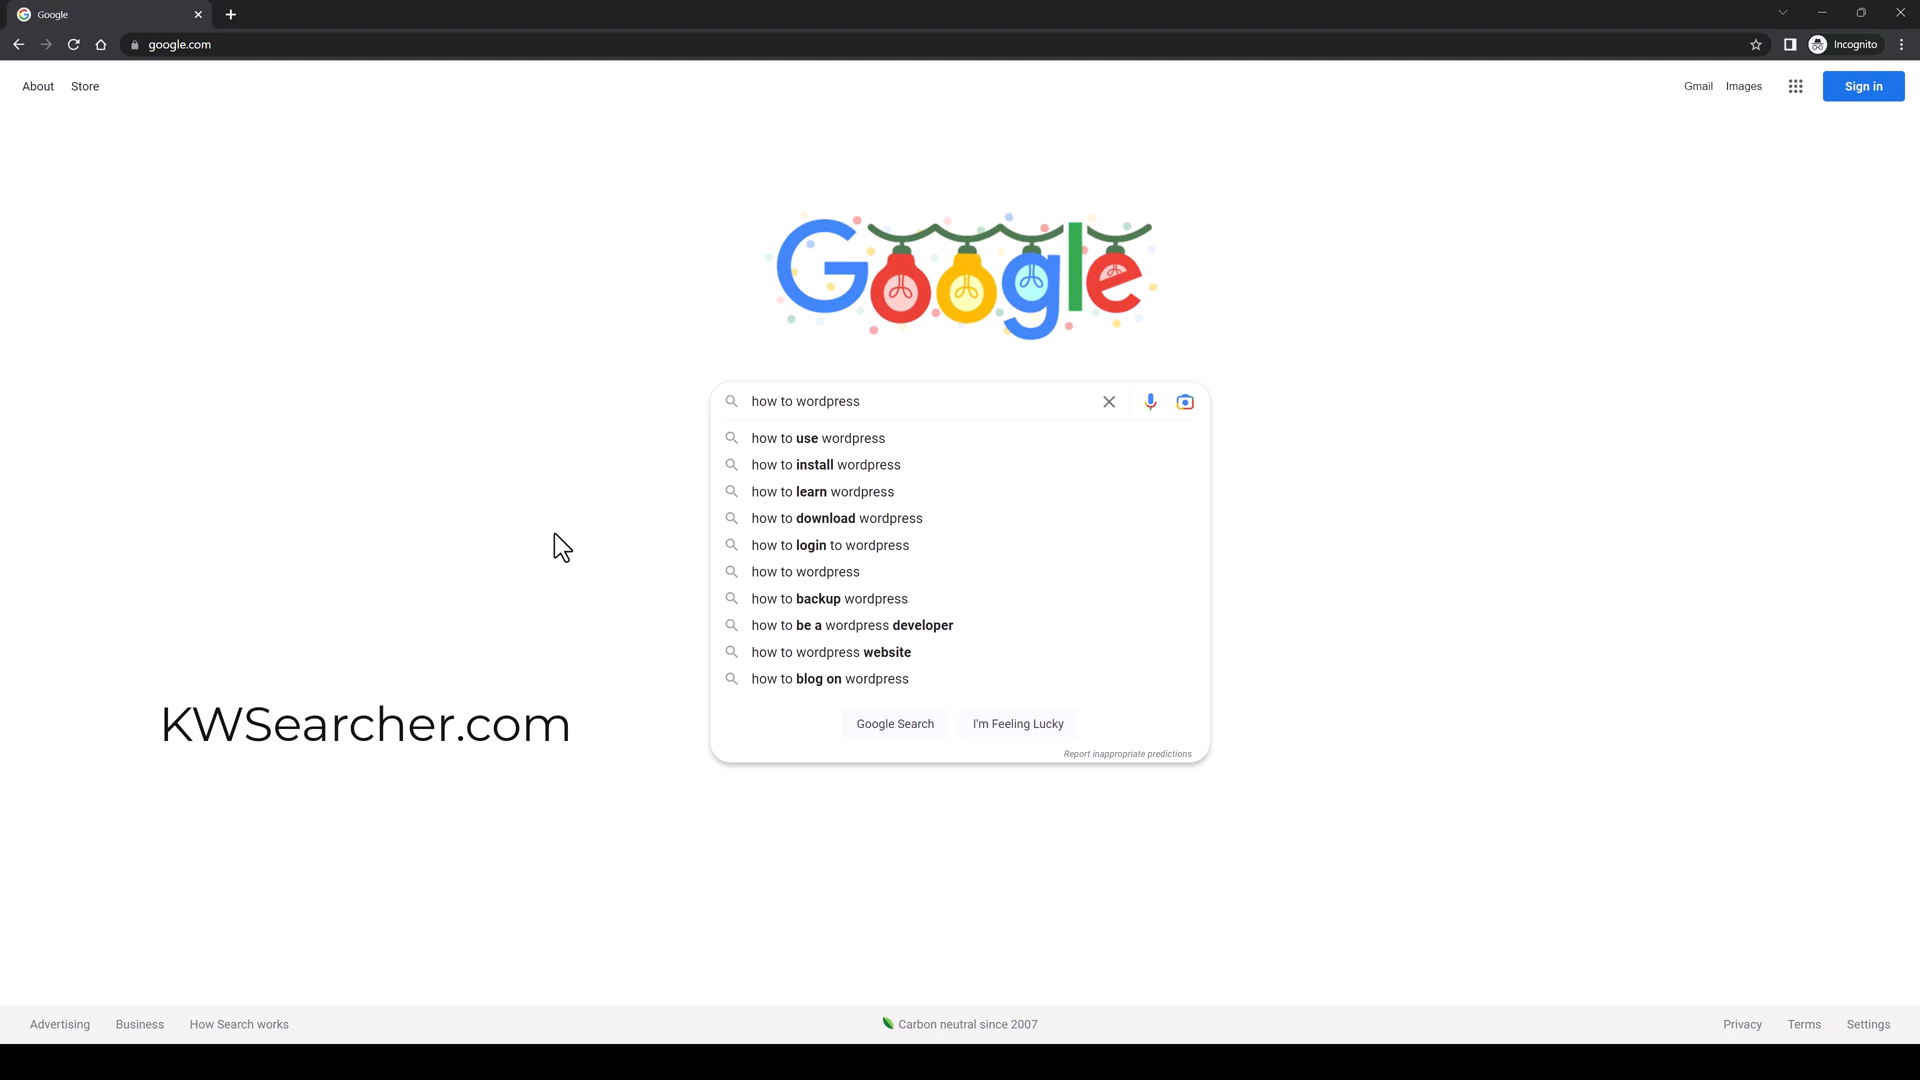 Google
google.com
Incognito
About Store
Gmail Images Sign in
Google
how to wordpress
how to use wordpress
how to install wordpress
how to learn wordpress
how to download wordpress
how to login to wordpress
how to wordpress
how to backup wordpress
how to be a wordpress developer
how to wordpress website
how to blog on wordpress
Google Search I'm Feeling Lucky
Report inappropriate predictions
KWSearcher.com
Advertising Business How Search works
Carbon neutral since 2007
Privacy Terms Settings